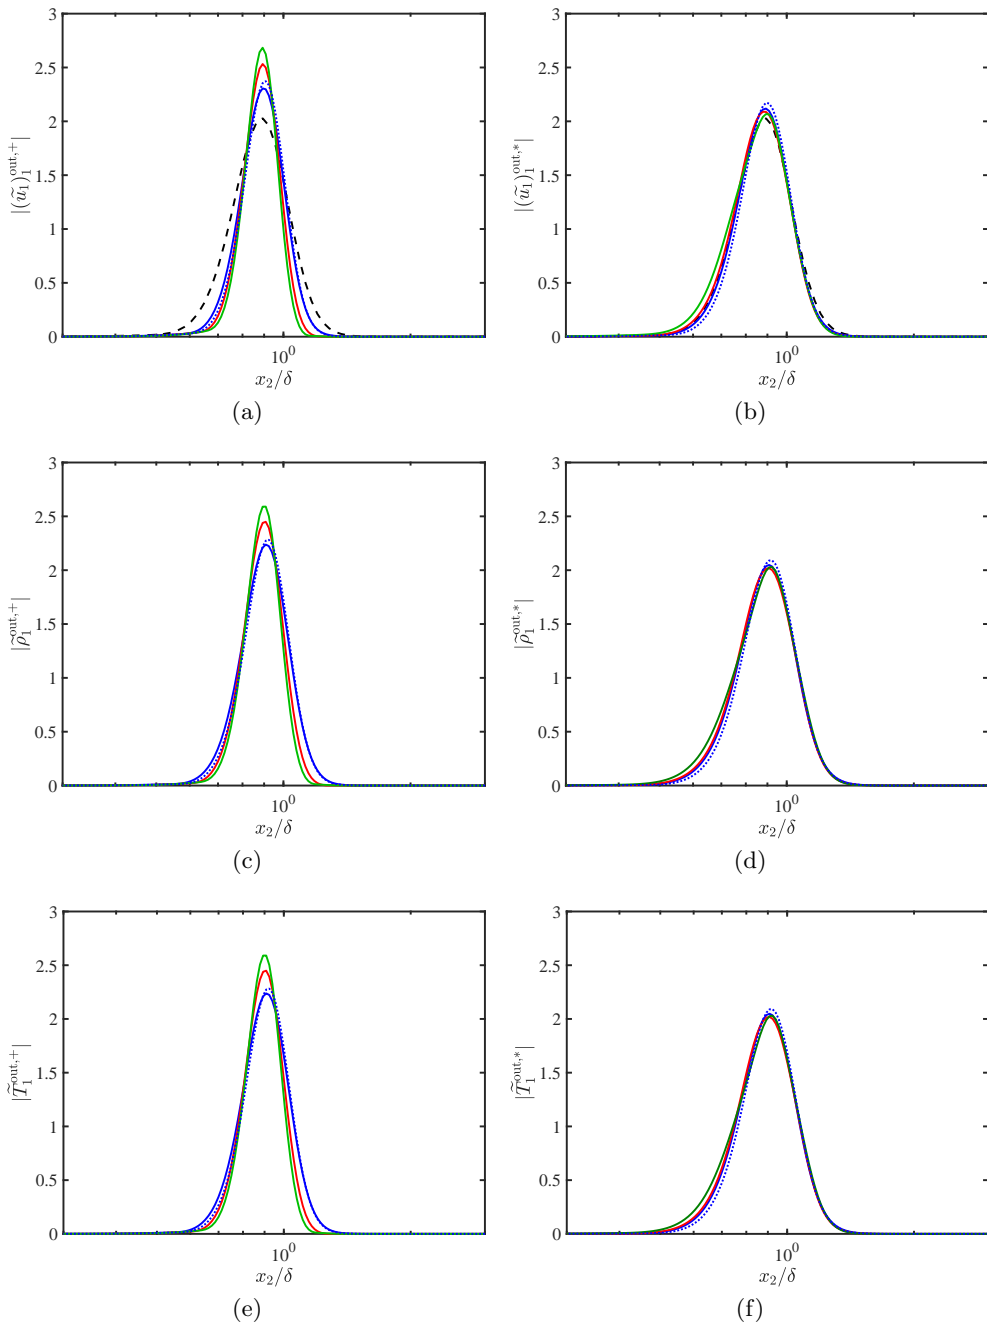 3
2.5
2
1.5
1
0.5
0
|(ũ₁)₁^{out,+}|
10⁰
x₂/δ
(a)
3
2.5
2
1.5
1
0.5
0
|(ũ₁)₁^{out,*}|
10⁰
x₂/δ
(b)
3
2.5
2
1.5
1
0.5
0
|ρ̃₁^{out,+}|
10⁰
x₂/δ
(c)
3
2.5
2
1.5
1
0.5
0
|ρ̃₁^{out,*}|
10⁰
x₂/δ
(d)
3
2.5
2
1.5
1
0.5
0
|T̃₁^{out,+}|
10⁰
x₂/δ
(e)
3
2.5
2
1.5
1
0.5
0
|T̃₁^{out,*}|
10⁰
x₂/δ
(f)